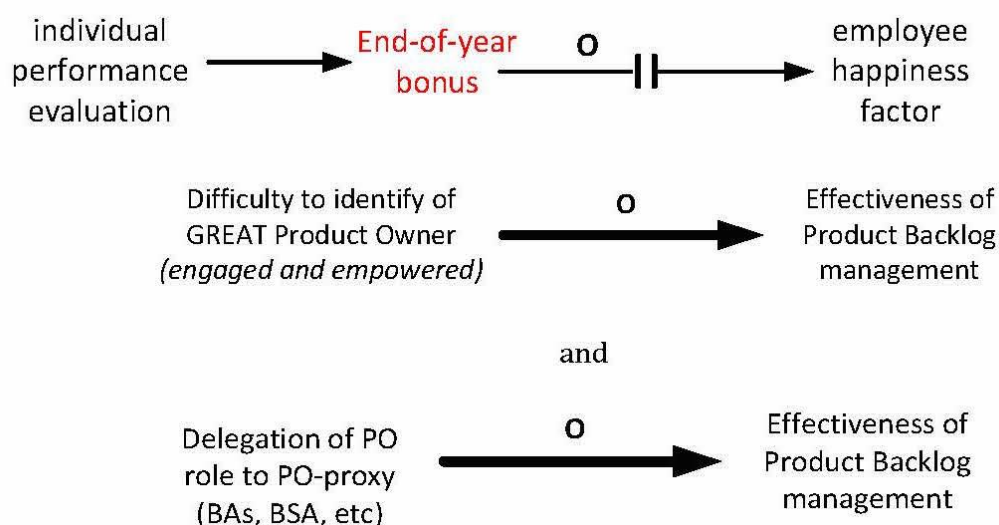 individual
performance
evaluation
End-of-year
bonus
O
employee
happiness
factor
Difficulty to identify of
GREAT Product Owner
(engaged and empowered)
O
Effectiveness of
Product Backlog
management
and
Delegation of PO
role to PO-proxy
(BAs, BSA, etc)
O
Effectiveness of
Product Backlog
management